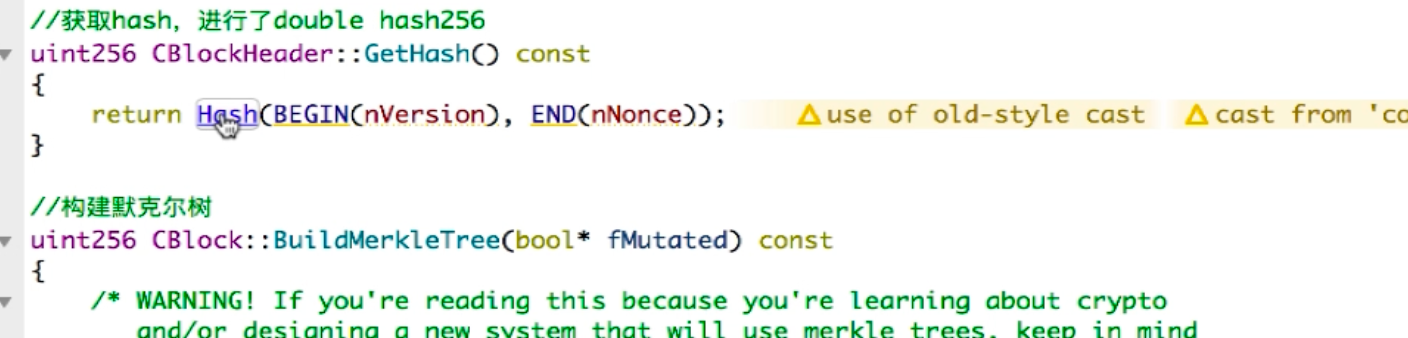 //获取hash, 进行了double hash256
uint256 CBlockHeader::GetHash() const
{
return Hash(BEGIN(nVersion), END(nNonce)); use of old-style cast cast from 'co
}
//构建默克尔树
uint256 CBlock::BuildMerkleTree(bool* fMutated) const
{
/* WARNING! If you're reading this because you're learning about crypto
and/or designing a new system that will use merkle trees, keep in mind